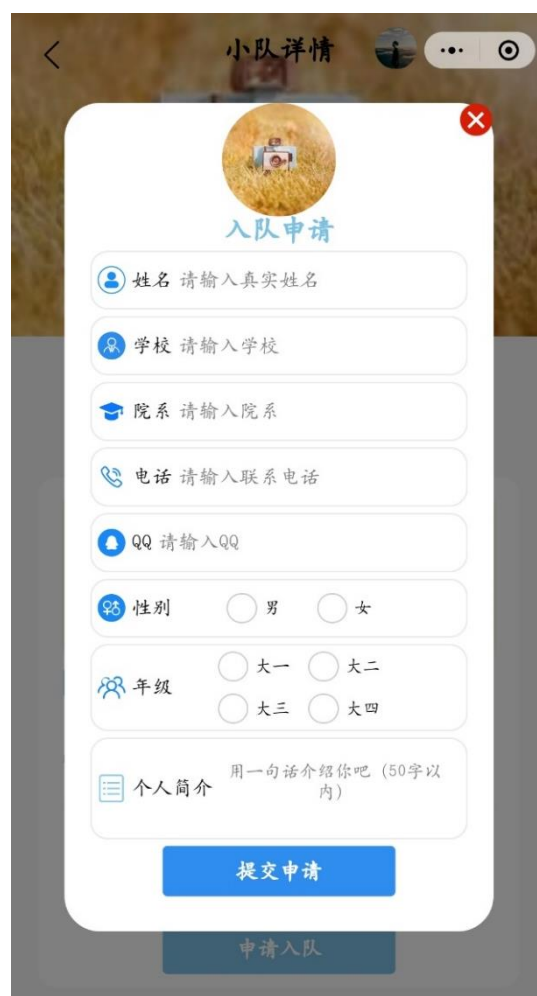 小队详情
入队申请
姓名 请输入真实姓名
学校 请输入学校
院系 请输入院系
电话 请输入联系电话
QQ 请输入QQ
性别 男 女
年级 大一 大二
大三 大四
个人简介 用一句话介绍你吧（50字以
内）
提交申请
申请入队